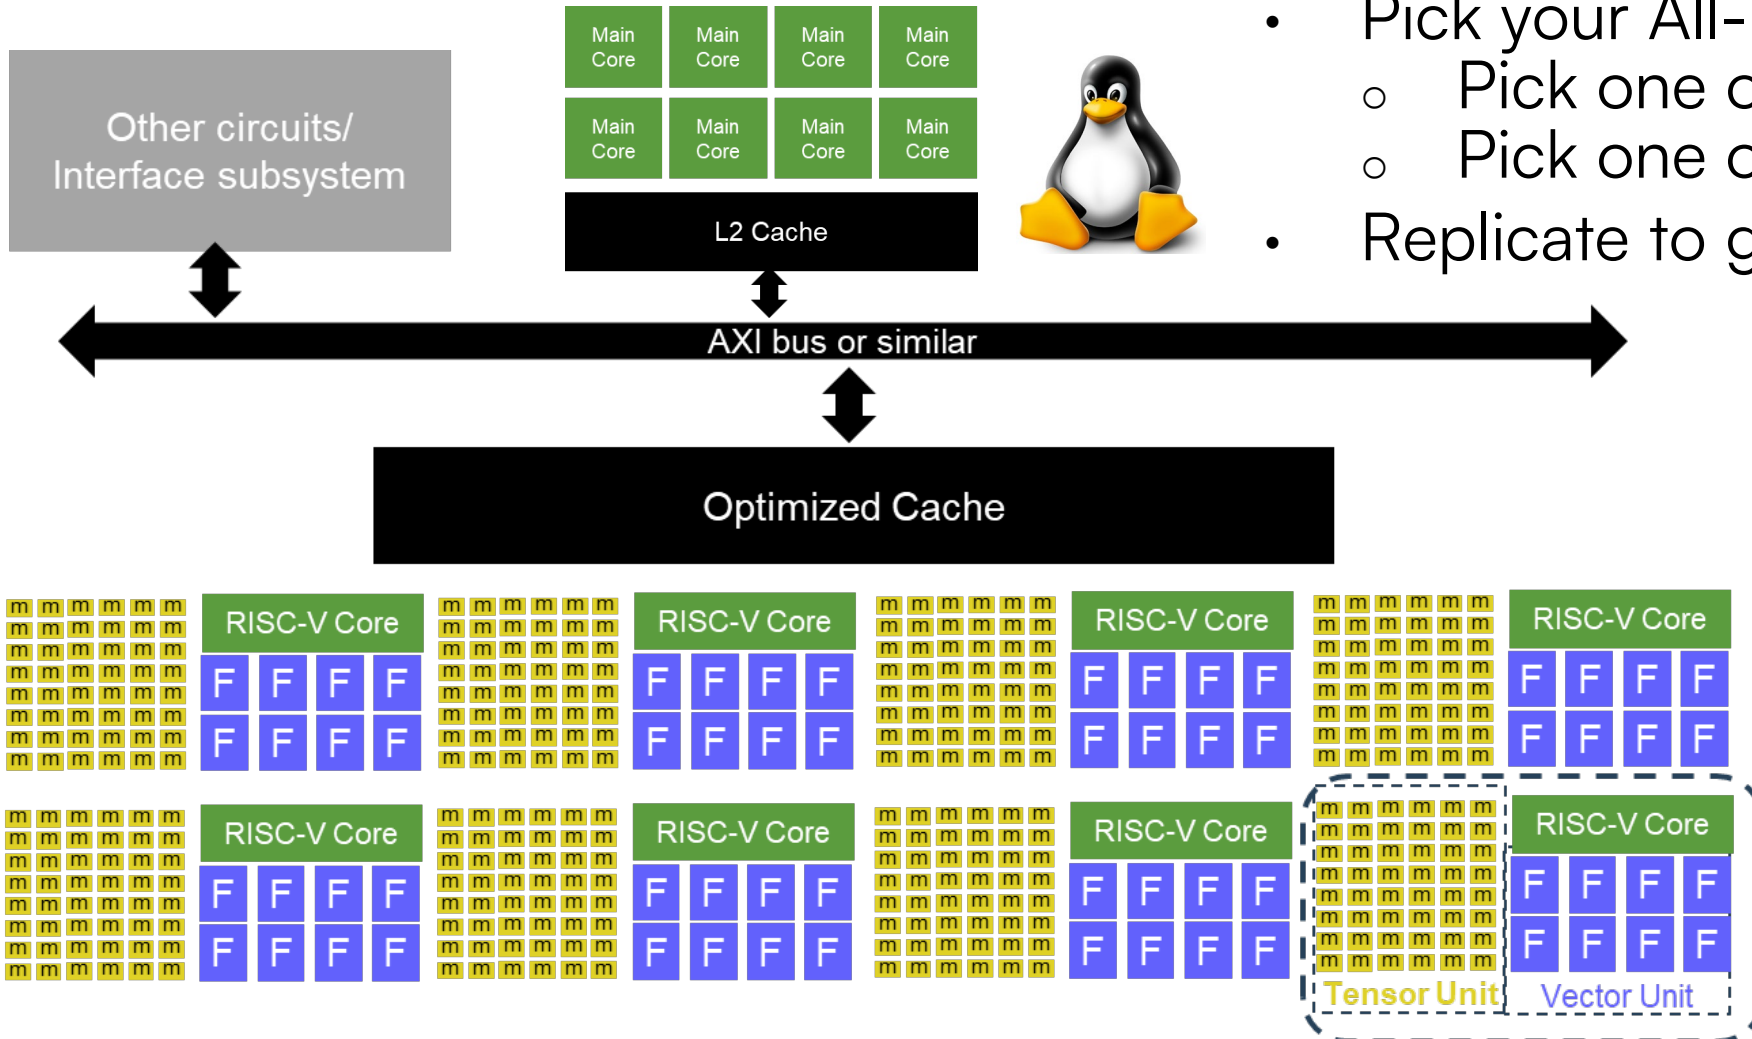 Other circuits/
Interface subsystem
Main Core
Main Core
Main Core
Main Core
Main Core
Main Core
Main Core
Main Core
L2 Cache
• Pick your All-
o Pick one
o Pick one
• Replicate to
AXI bus or similar
Optimized Cache
m m m m m m
m m m m m m
m m m m m m
m m m m m m
m m m m m m
m m m m m m
m m m m m m
m m m m m m
RISC-V Core
F F F F
F F F F
m m m m m m
m m m m m m
m m m m m m
m m m m m m
m m m m m m
m m m m m m
m m m m m m
m m m m m m
RISC-V Core
F F F F
F F F F
m m m m m m
m m m m m m
m m m m m m
m m m m m m
m m m m m m
m m m m m m
m m m m m m
m m m m m m
RISC-V Core
F F F F
F F F F
m m m m m m
m m m m m m
m m m m m m
m m m m m m
m m m m m m
m m m m m m
m m m m m m
m m m m m m
RISC-V Core
F F F F
F F F F
m m m m m m
m m m m m m
m m m m m m
m m m m m m
m m m m m m
m m m m m m
m m m m m m
m m m m m m
RISC-V Core
F F F F
F F F F
m m m m m m
m m m m m m
m m m m m m
m m m m m m
m m m m m m
m m m m m m
m m m m m m
m m m m m m
RISC-V Core
F F F F
F F F F
m m m m m m
m m m m m m
m m m m m m
m m m m m m
m m m m m m
m m m m m m
m m m m m m
m m m m m m
RISC-V Core
F F F F
F F F F
m m m m m m
m m m m m m
m m m m m m
m m m m m m
m m m m m m
m m m m m m
m m m m m m
m m m m m m
RISC-V Core
F F F F
F F F F
Tensor Unit
Vector Unit